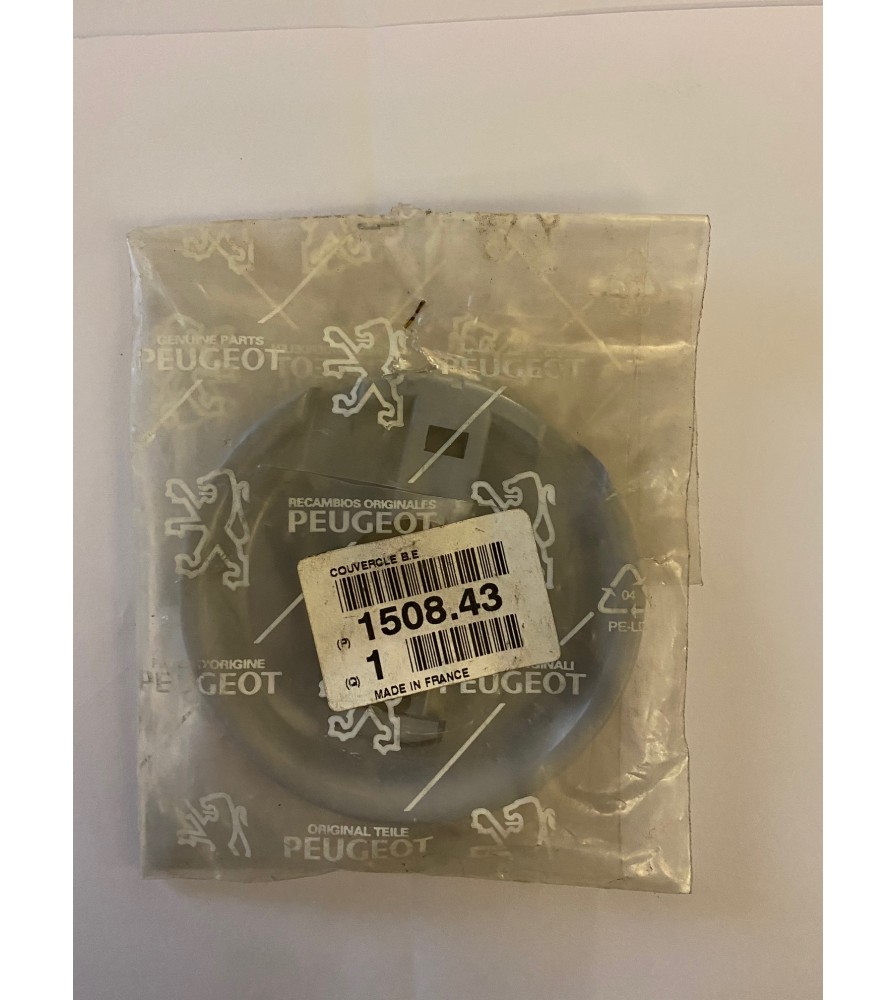 GENUINE PARTS
PEUGEOT
PEUGEOT
RECAMBIOS ORIGINALES
PEUGEOT
COUVERCLE B.E
(P) 1508.43
(Q) 1
MADE IN FRANCE
04
PE-LD
D'ORIGINE
PEUGEOT
PEUGEOT
ORIGINAL TEILE
PEUGEOT